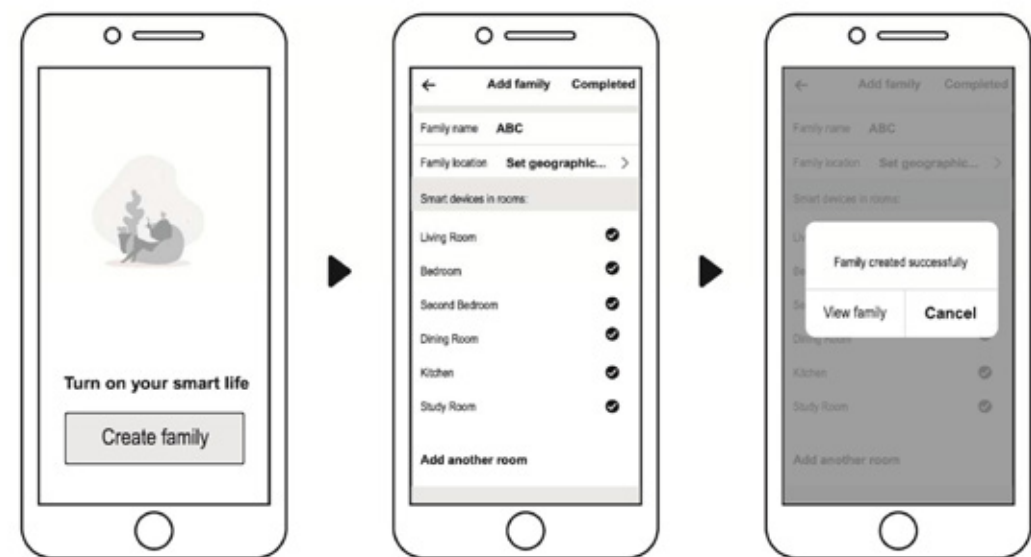 Turn on your smart life
Create family
Add family Completed
Family name ABC
Family location Set geographic... >
Smart devices in rooms:
Living Room
Bedroom
Second Bedroom
Dining Room
Kitchen
Study Room
Add another room
Add family Completed
Family name ABC
Family location Set geographic... >
Smart devices in rooms:
Family created successfully
View family Cancel
Dining Room
Kitchen
Study Room
Add another room